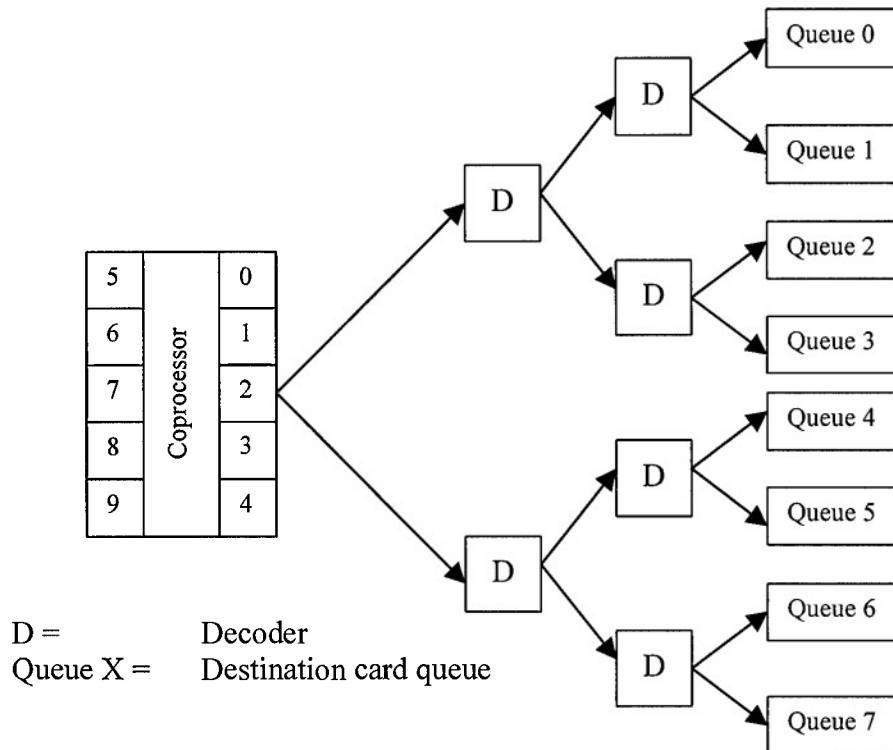 Queue 0
D
Queue 1
D
Queue 2
D
Queue 3
5 0
6 1
7 Coprocessor 2
8 3
9 4
Queue 4
D
Queue 5
D
Queue 6
D
Queue 7
D = Decoder
Queue X = Destination card queue